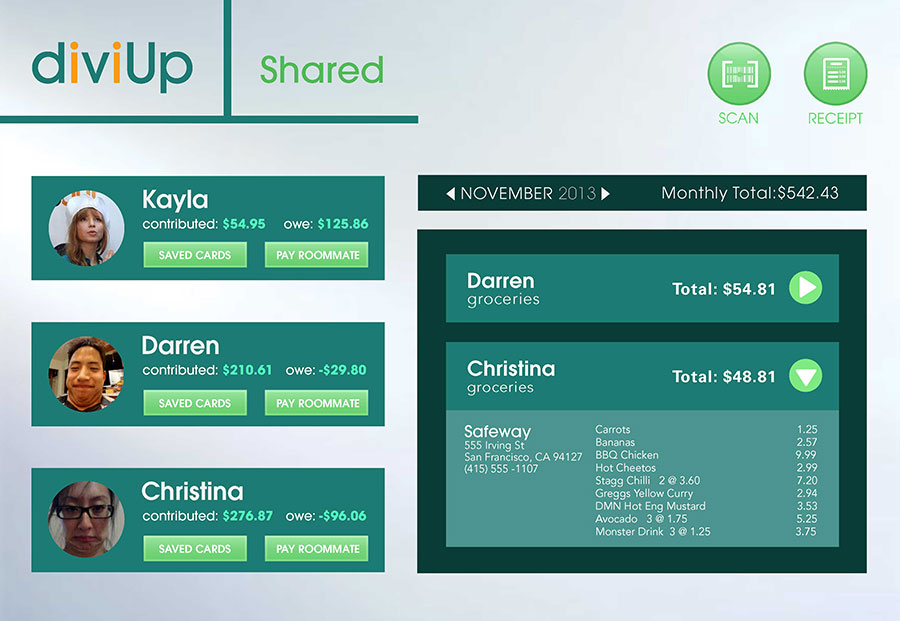 diviUp
Shared
SCAN
RECEIPT
Kayla
contributed: $54.95 owe: $125.86
SAVED CARDS
PAY ROOMMATE
Darren
contributed: $210.61 owe: -$29.80
SAVED CARDS
PAY ROOMMATE
Christina
contributed: $276.87 owe: -$96.06
SAVED CARDS
PAY ROOMMATE
NOVEMBER 2013
Monthly Total:$542.43
Darren
groceries
Total: $54.81
Christina
groceries
Total: $48.81
Safeway
555 Irving St
San Francisco, CA 94127
(415) 555 -1107
Carrots 1.25
Bananas 2.57
BBQ Chicken 9.99
Hot Cheetos 2.99
Stagg Chilli 2 @ 3.60 7.20
Greggs Yellow Curry 2.94
DMN Hot Eng Mustard 3.53
Avocado 3 @ 1.75 5.25
Monster Drink 3 @ 1.25 3.75